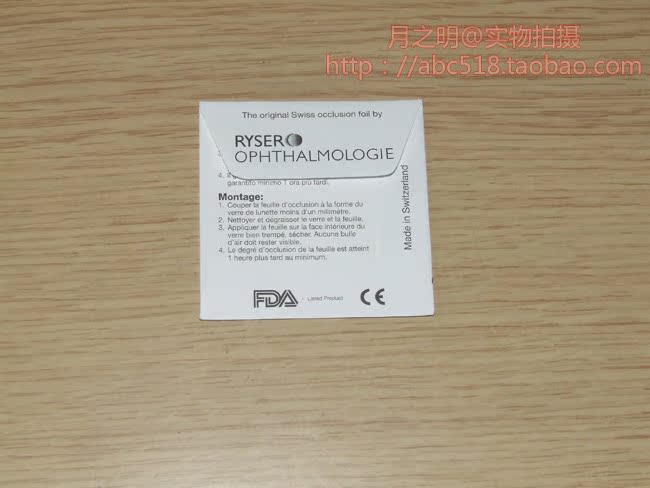 月之明@实物拍摄
http：//abc518.taobao.com
The original Swiss occlusion foil by
RYSER
OPHTHALMOLOGIE
garantito minimo 1 ora più tardi.
Montage:
1. Couper la feuille d'occlusion à la forme du
verre de lunette moins d'un millimètre.
2. Nettoyer et dégraisser le verre et la feuille.
3. Appliquer la feuille sur la face intérieure du
verre bien trempé, sécher. Aucune bulle
d'air doit rester visible.
4. Le degré d'occlusion de la feuille est atteint
1 heure plus tard au minimum.
Made in Switzerland
FDA - Listed Product CE